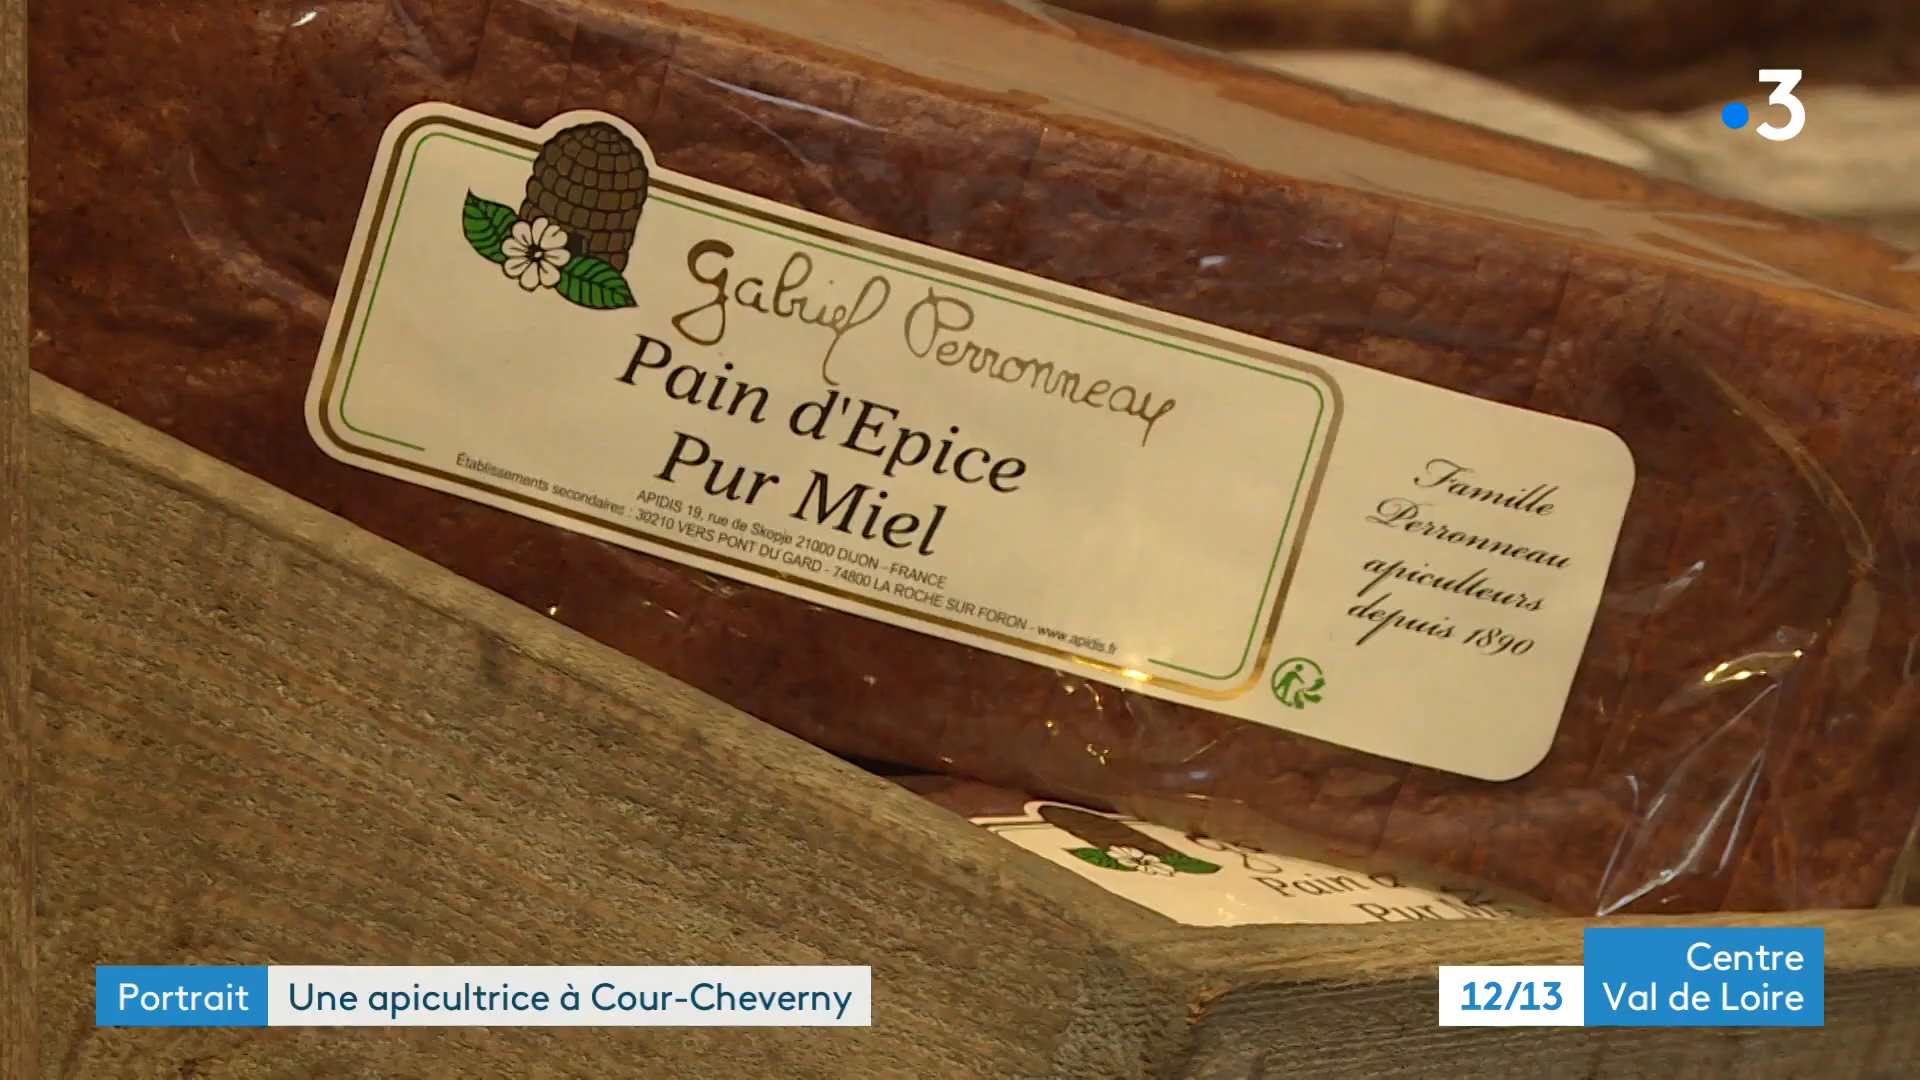 3
Gabriel Perronneau
Pain d'Epice
Pur Miel
APIDIS 19, rue de Skopje 21000 DIJON - FRANCE
Établissements secondaires : 30210 VERS PONT DU GARD - 74800 LA ROCHE SUR FORON - www.apidis.fr
Famille
Perronneau
apiculteurs
depuis 1890
Pain d
Pur
Portrait
Une apicultrice à Cour-Cheverny
12/13
Centre
Val de Loire